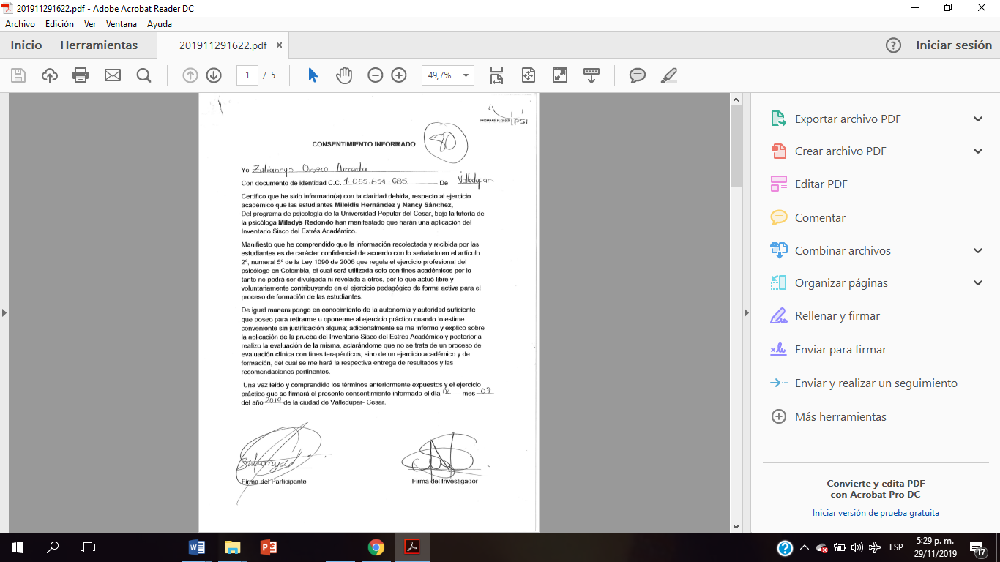 201911291622.pdf - Adobe Acrobat Reader DC
Archivo Edición Ver Ventana Ayuda
Inicio Herramientas 201911291622.pdf × Iniciar sesión
1 / 5 49,7%
PROGRAMA DE PSICOLOGÍA psi
CONSENTIMIENTO INFORMADO 80
Yo Zuliannys Orozco Armenta
Con documento de identidad C.C. 1.065.851.685 De Valledupar
Certifico que he sido informado(a) con la claridad debida, respecto al ejercicio
académico que las estudiantes Mileidis Hernández y Nancy Sánchez,
Del programa de psicología de la Universidad Popular del Cesar, bajo la tutoría de
la psicóloga Miladys Redondo han manifestado que harán una aplicación del
Inventario Sisco del Estrés Académico.
Manifiesto que he comprendido que la información recolectada y recibida por las
estudiantes es de carácter confidencial de acuerdo con lo señalado en el artículo
2º, numeral 5º de la Ley 1090 de 2006 que regula el ejercicio profesional del
psicólogo en Colombia, el cual será utilizada solo con fines académicos por lo
tanto no podrá ser divulgada ni revelada a otros, por lo que actuó libre y
voluntariamente contribuyendo en el ejercicio pedagógico de forma activa para el
proceso de formación de las estudiantes.
De igual manera pongo en conocimiento de la autonomía y autoridad suficiente
que poseo para retirarme u oponerme al ejercicio práctico cuando lo estime
conveniente sin justificación alguna; adicionalmente se me informo y explico sobre
la aplicación de la prueba del Inventario Sisco del Estrés Académico y posterior a
realizo la evaluación de la misma, aclarándome que no se trata de un proceso de
evaluación clínica con fines terapéuticos, sino de un ejercicio académico y de
formación, del cual se me hará la respectiva entrega de resultados y las
recomendaciones pertinentes.
Una vez leído y comprendido los términos anteriormente expuestos y el ejercicio
práctico que se firmará el presente consentimiento informado el día 02 mes 07
del año 2019 de la ciudad de Valledupar- Cesar.
Firma del Participante Firma del Investigador
Exportar archivo PDF
Crear archivo PDF
Editar PDF
Comentar
Combinar archivos
Organizar páginas
Rellenar y firmar
Enviar para firmar
Enviar y realizar un seguimiento
Más herramientas
Convierte y edita PDF
con Acrobat Pro DC
Iniciar versión de prueba gratuita
ESP 5:29 p. m.
29/11/2019 17